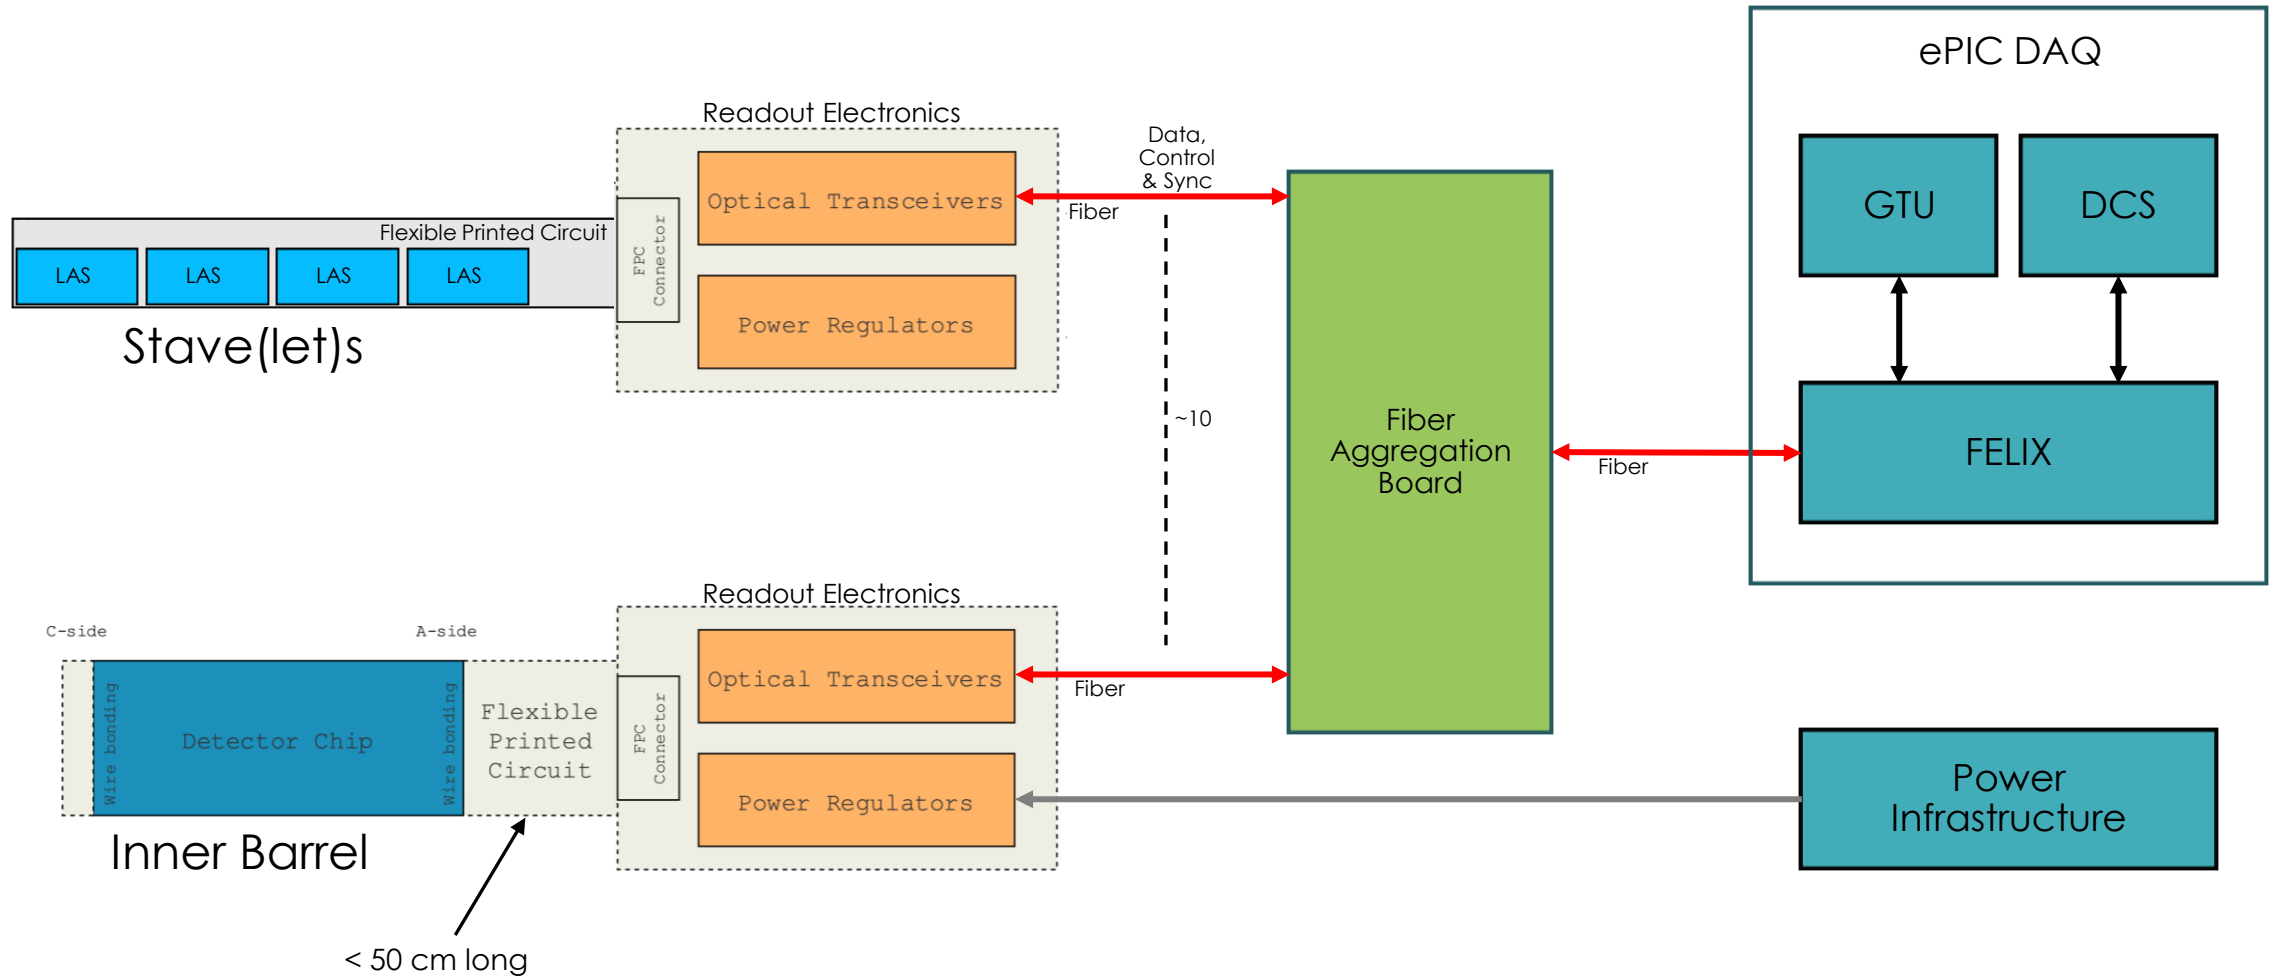 ePIC DAQ
Readout Electronics
Data,
Control
& Sync
Optical Transceivers
Fiber
GTU
DCS
Flexible Printed Circuit
FPC
Connector
LAS
LAS
LAS
LAS
Power Regulators
Stave(let)s
~10
Fiber
Aggregation
Board
Fiber
FELIX
Readout Electronics
C-side
A-side
Optical Transceivers
Fiber
Wire bonding
Detector Chip
Wire bonding
Flexible
Printed
Circuit
FPC
Connector
Power Regulators
Power
Infrastructure
Inner Barrel
< 50 cm long